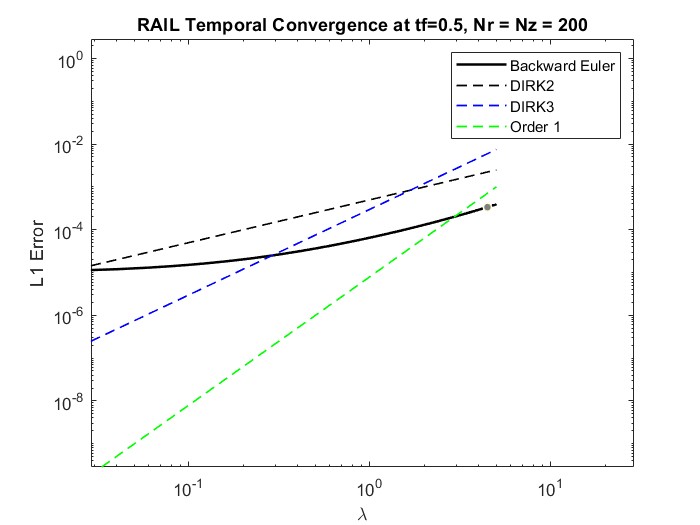 RAIL Temporal Convergence at tf=0.5, Nr = Nz = 200
Backward Euler
DIRK2
DIRK3
Order 1
L1 Error
10^0
10^-2
10^-4
10^-6
10^-8
10^-1
10^0
10^1
λ